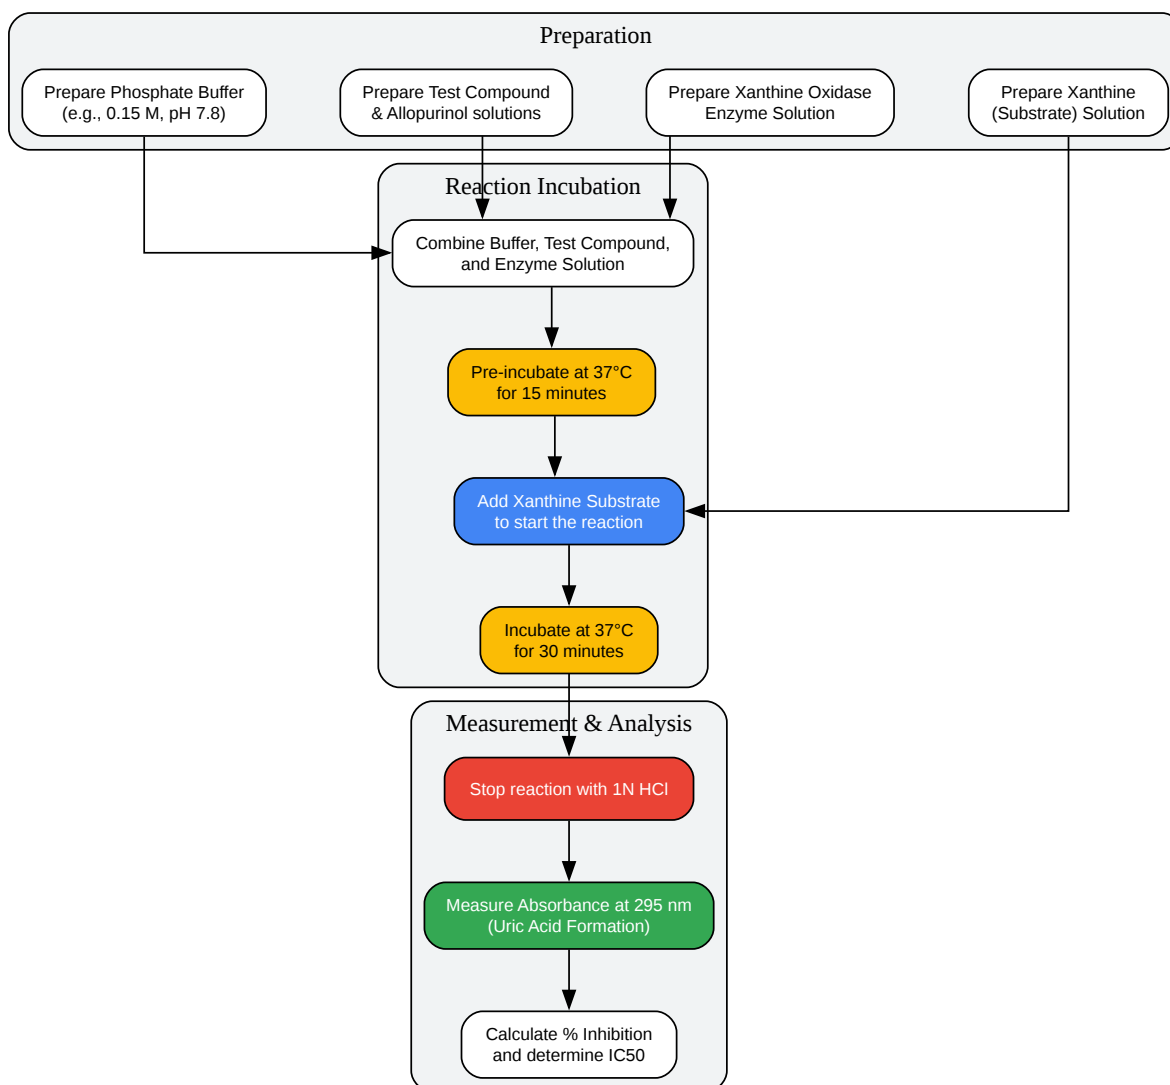 Preparation
Prepare Phosphate Buffer
(e.g., 0.15 M, pH 7.8)
Prepare Test Compound
& Allopurinol solutions
Prepare Xanthine Oxidase
Enzyme Solution
Prepare Xanthine
(Substrate) Solution
Reaction Incubation
Combine Buffer, Test Compound,
and Enzyme Solution
Pre-incubate at 37°C
for 15 minutes
Add Xanthine Substrate
to start the reaction
Incubate at 37°C
for 30 minutes
Measurement & Analysis
Stop reaction with 1N HCl
Measure Absorbance at 295 nm
(Uric Acid Formation)
Calculate % Inhibition
and determine IC50